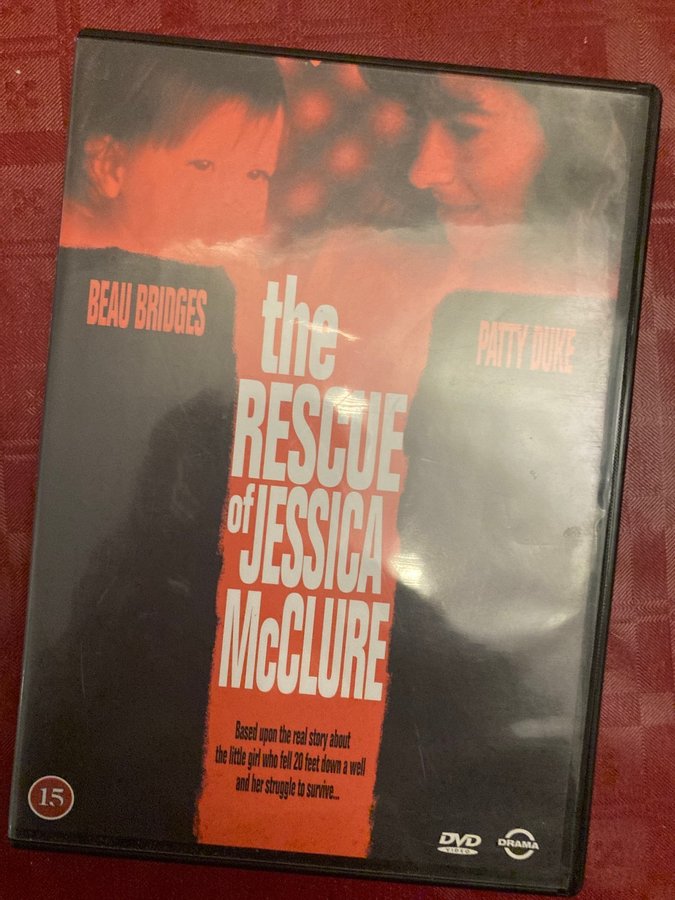 BEAU BRIDGES
PATTY DUKE
the
RESCUE
of JESSICA
McCLURE
Based upon the real story about
the little girl who fell 20 feet down a well
and her struggle to survive...
15
DVD
VIDEO
DRAMA